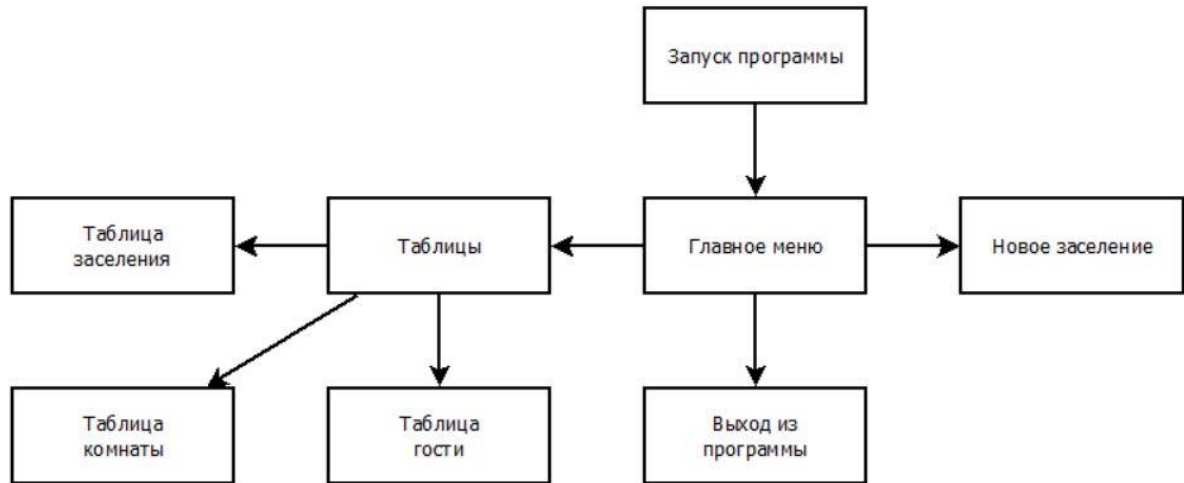 Запуск программы
Таблица
заселения
Таблицы
Главное меню
Новое заселение
Таблица
комнаты
Таблица
гости
Выход из
программы